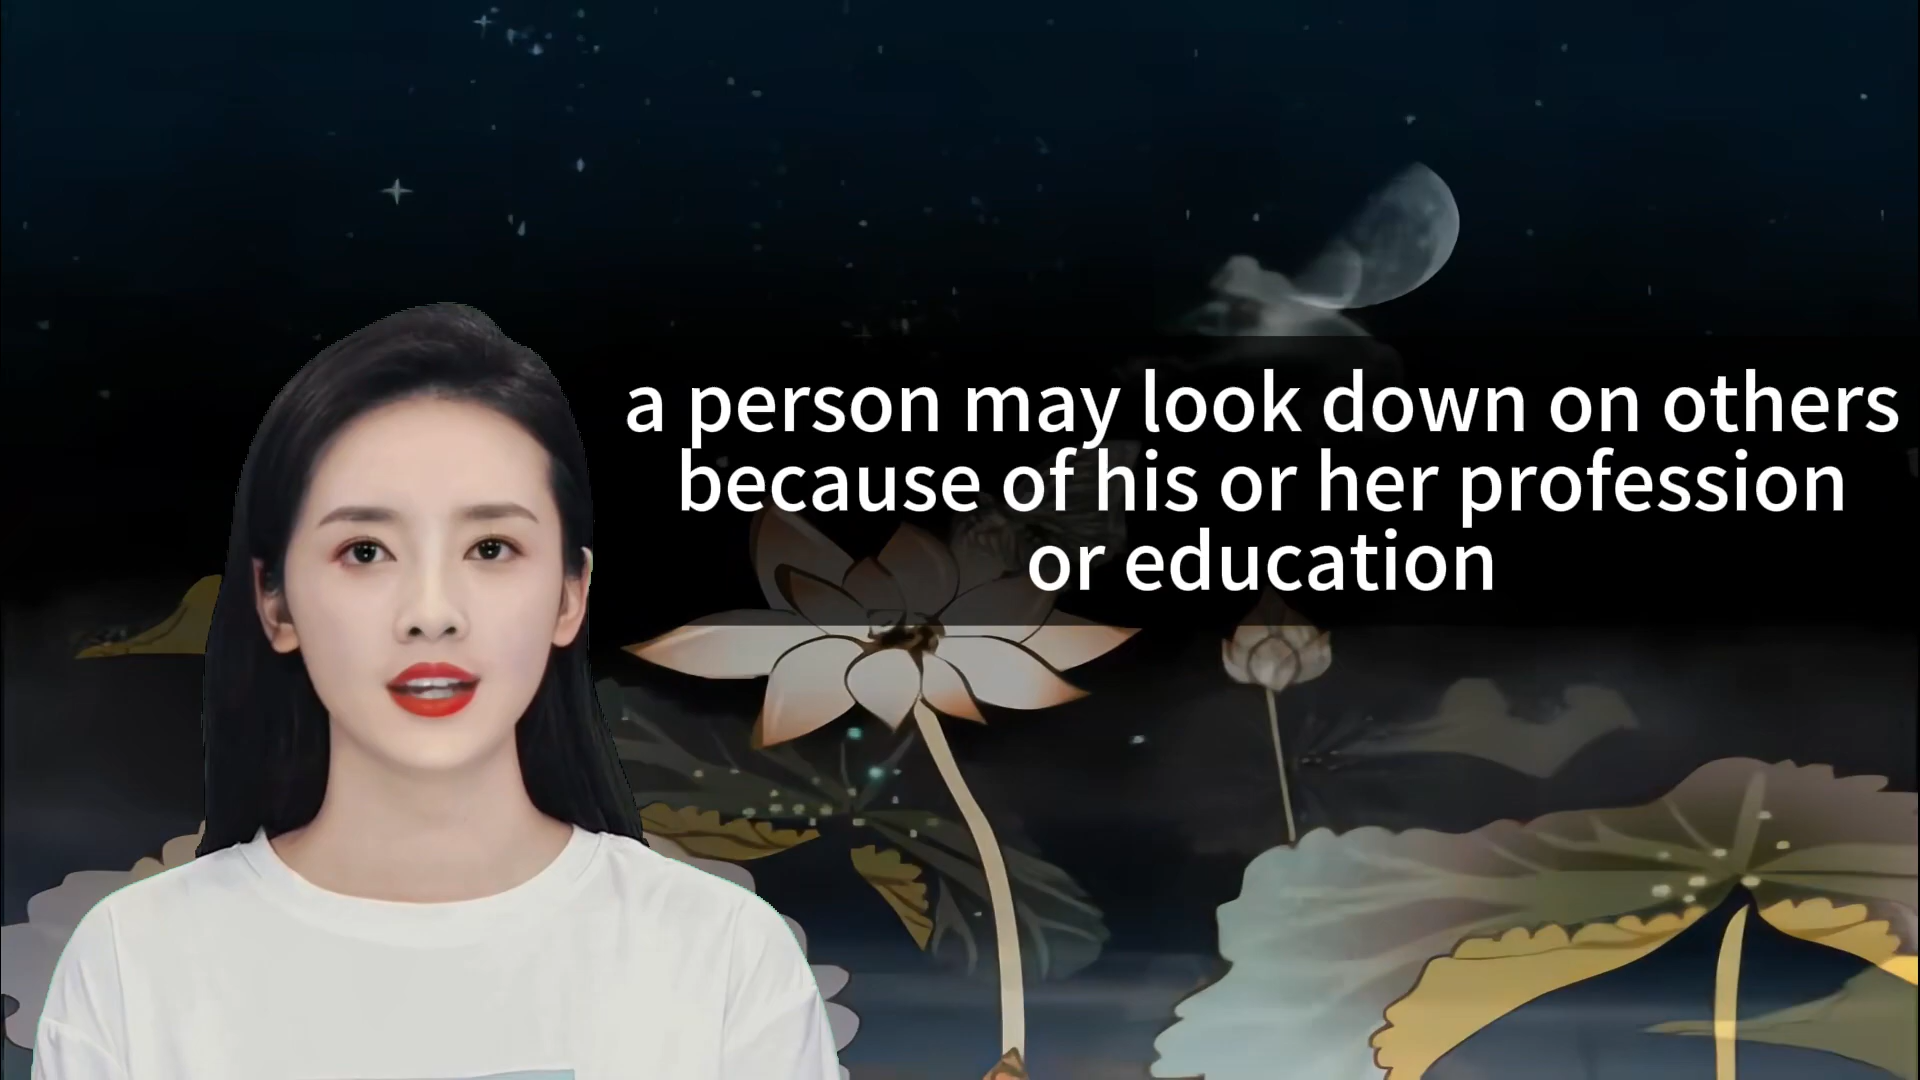 a person may look down on others
because of his or her profession
or education